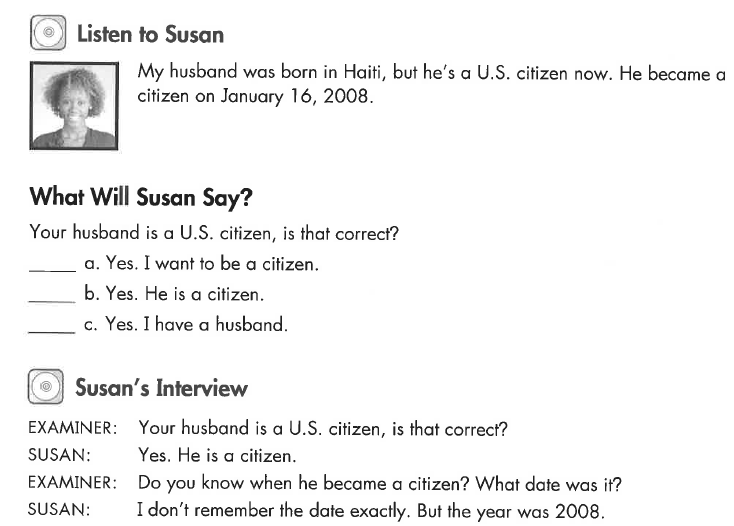 Listen to Susan
My husband was born in Haiti, but he's a U.S. citizen now. He became a
citizen on January 16, 2008.
What Will Susan Say?
Your husband is a U.S. citizen, is that correct?
_____ a. Yes. I want to be a citizen.
_____ b. Yes. He is a citizen.
_____ c. Yes. I have a husband.
Susan's Interview
EXAMINER: Your husband is a U.S. citizen, is that correct?
SUSAN: Yes. He is a citizen.
EXAMINER: Do you know when he became a citizen? What date was it?
SUSAN: I don't remember the date exactly. But the year was 2008.